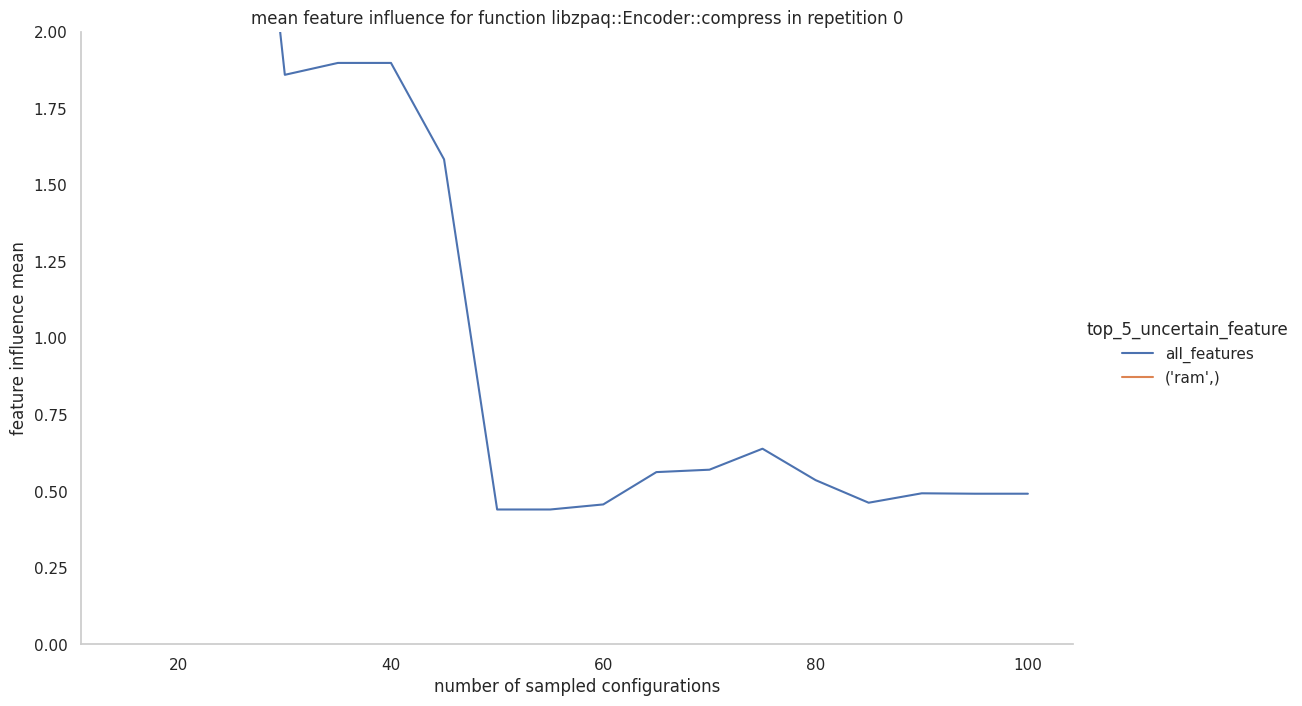 mean feature influence for function libzpaq::Encoder::compress in repetition 0
2.00
1.75
1.50
1.25
1.00
0.75
0.50
0.25
0.00
feature influence mean
20 40 60 80 100
number of sampled configurations
top_5_uncertain_feature
all_features
('ram',)